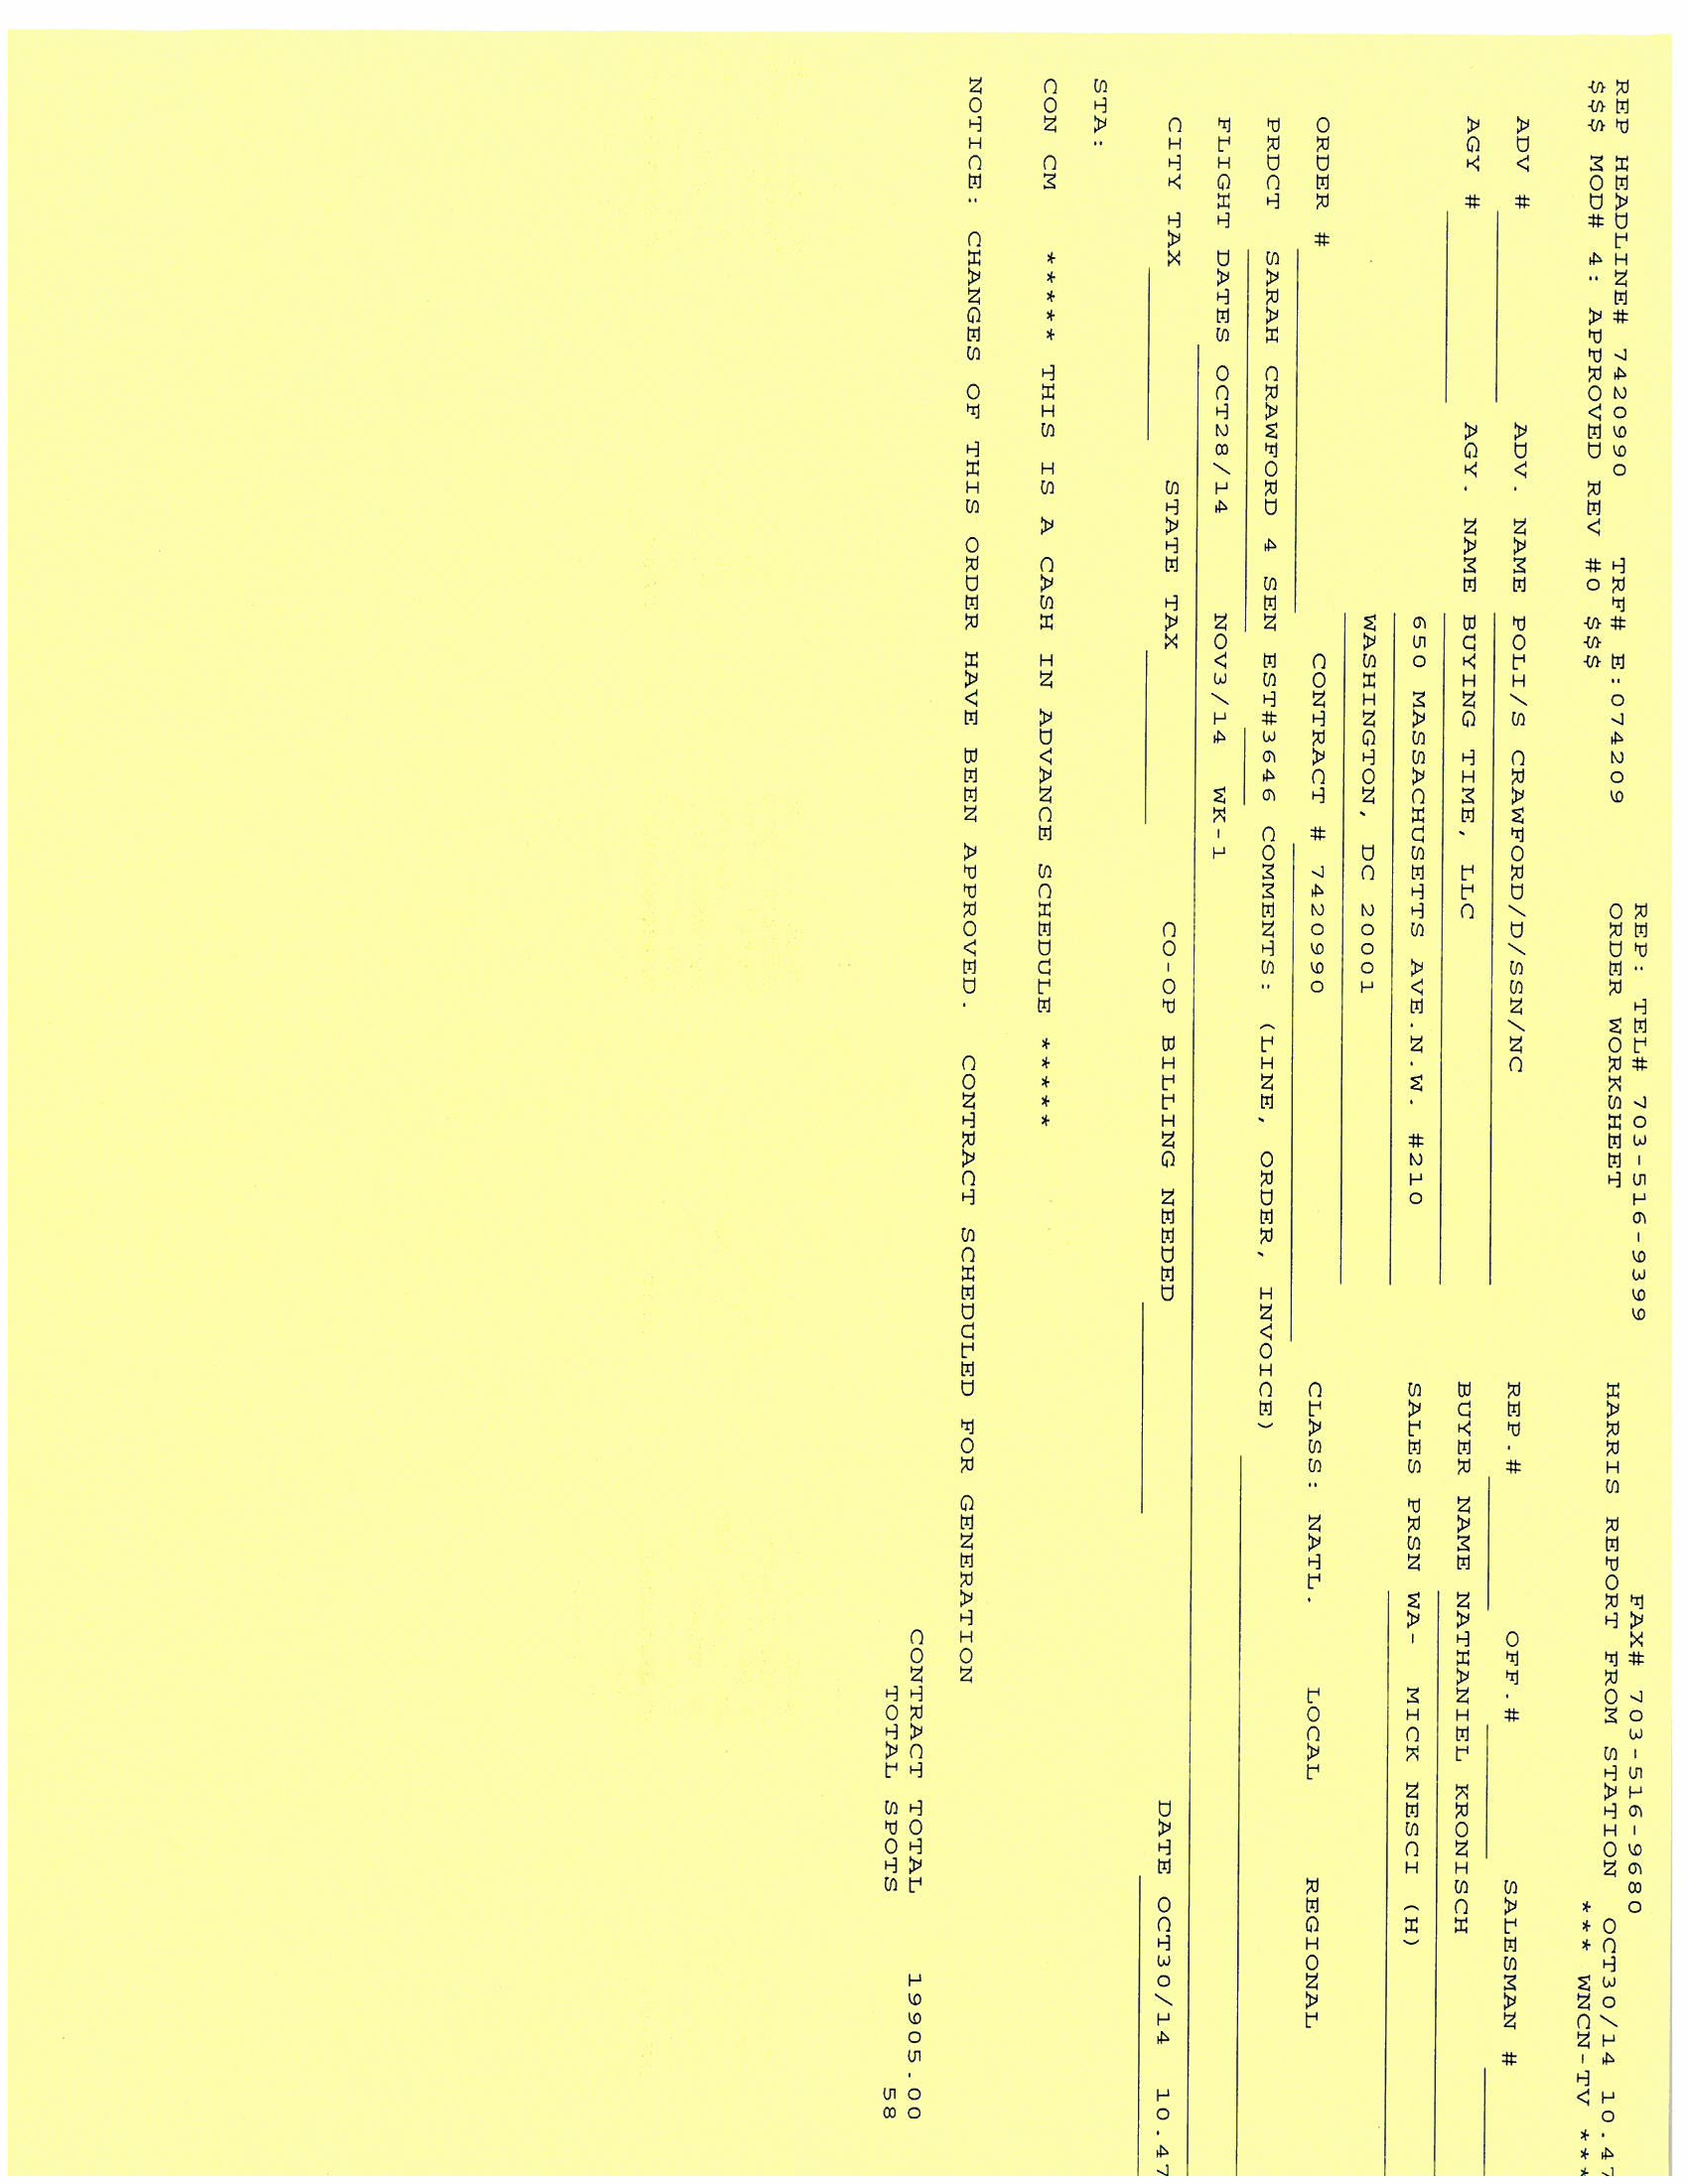 REP: TEL# 703-516-9399 FAX# 703-516-9680
REP HEADLINE# 7420990 TRF# E:074209 ORDER WORKSHEET HARRIS REPORT FROM STATION OCT30/14 10.47
$$$ MOD# 4: APPROVED REV #0 $$$ *** WNCN-TV ***
ADV # ADV. NAME POLI/S CRAWFORD/D/SSN/NC REP.# OFF.# SALESMAN #
AGY # AGY. NAME BUYING TIME, LLC BUYER NAME NATHANIEL KRONISCH
650 MASSACHUSETTS AVE.N.W. #210 SALES PRSN WA- MICK NESCI (H)
WASHINGTON, DC 20001
ORDER # CONTRACT # 7420990 CLASS: NATL. LOCAL REGIONAL
PRDCT SARAH CRAWFORD 4 SEN EST#3646 COMMENTS: (LINE, ORDER, INVOICE)
FLIGHT DATES OCT28/14 NOV3/14 WK-1
CITY TAX STATE TAX CO-OP BILLING NEEDED DATE OCT30/14 10.47
STA:
CON CM ***** THIS IS A CASH IN ADVANCE SCHEDULE *****
NOTICE: CHANGES OF THIS ORDER HAVE BEEN APPROVED. CONTRACT SCHEDULED FOR GENERATION
CONTRACT TOTAL 19905.00
TOTAL SPOTS 58